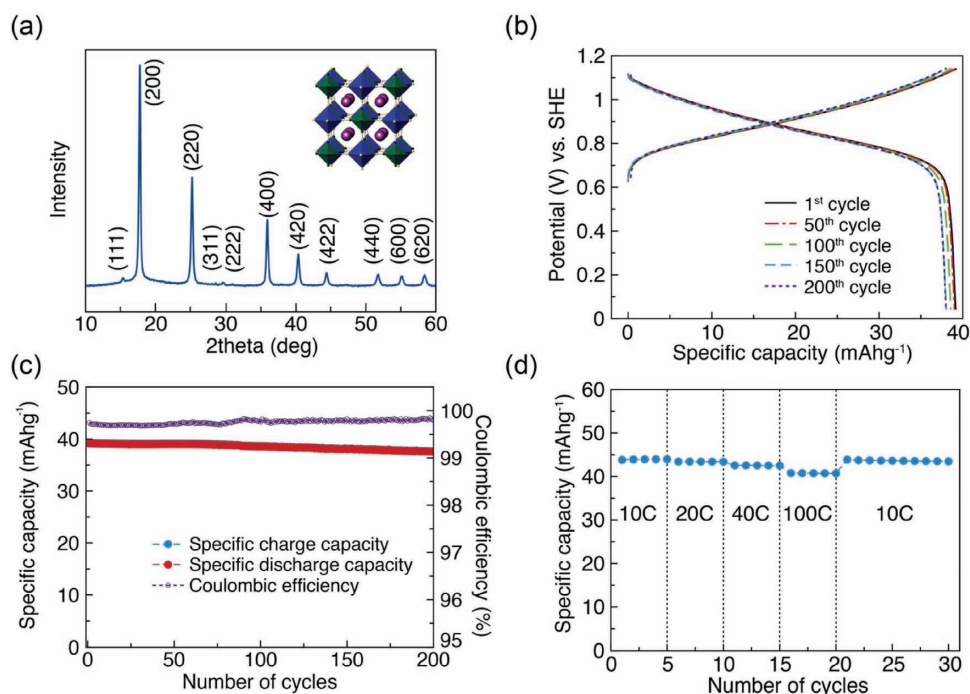 (a)
Intensity
(111)
(200)
(220)
(311)
(222)
(400)
(420)
(422)
(440)
(600)
(620)
10 20 30 40 50 60
2theta (deg)
(b)
Potential (V) vs. SHE
1.2
1
0.8
0.6
0.4
0.2
0
1st cycle
50th cycle
100th cycle
150th cycle
200th cycle
0 10 20 30 40
Specific capacity (mAhg-1)
(c)
Specific capacity (mAhg-1)
50
40
30
20
10
0
Specific charge capacity
Specific discharge capacity
Coulombic efficiency
100
99
98
97
96
95
Coulombic efficiency (%)
0 50 100 150 200
Number of cycles
(d)
Specific capacity (mAhg-1)
60
50
40
30
20
10
0
10C 20C 40C 100C 10C
0 5 10 15 20 25 30
Number of cycles